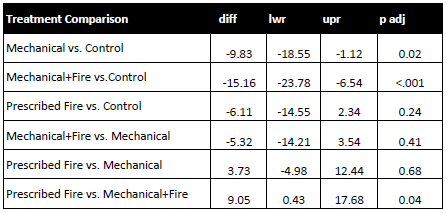 Treatment Comparison diff lwr upr p adj
Mechanical vs. Control -9.83 -18.55 -1.12 0.02
Mechanical+Fire vs.Control -15.16 -23.78 -6.54 <.001
Prescribed Fire vs. Control -6.11 -14.55 2.34 0.24
Mechanical+Fire vs. Mechanical -5.32 -14.21 3.54 0.41
Prescribed Fire vs. Mechanical 3.73 -4.98 12.44 0.68
Prescribed Fire vs. Mechanical+Fire 9.05 0.43 17.68 0.04